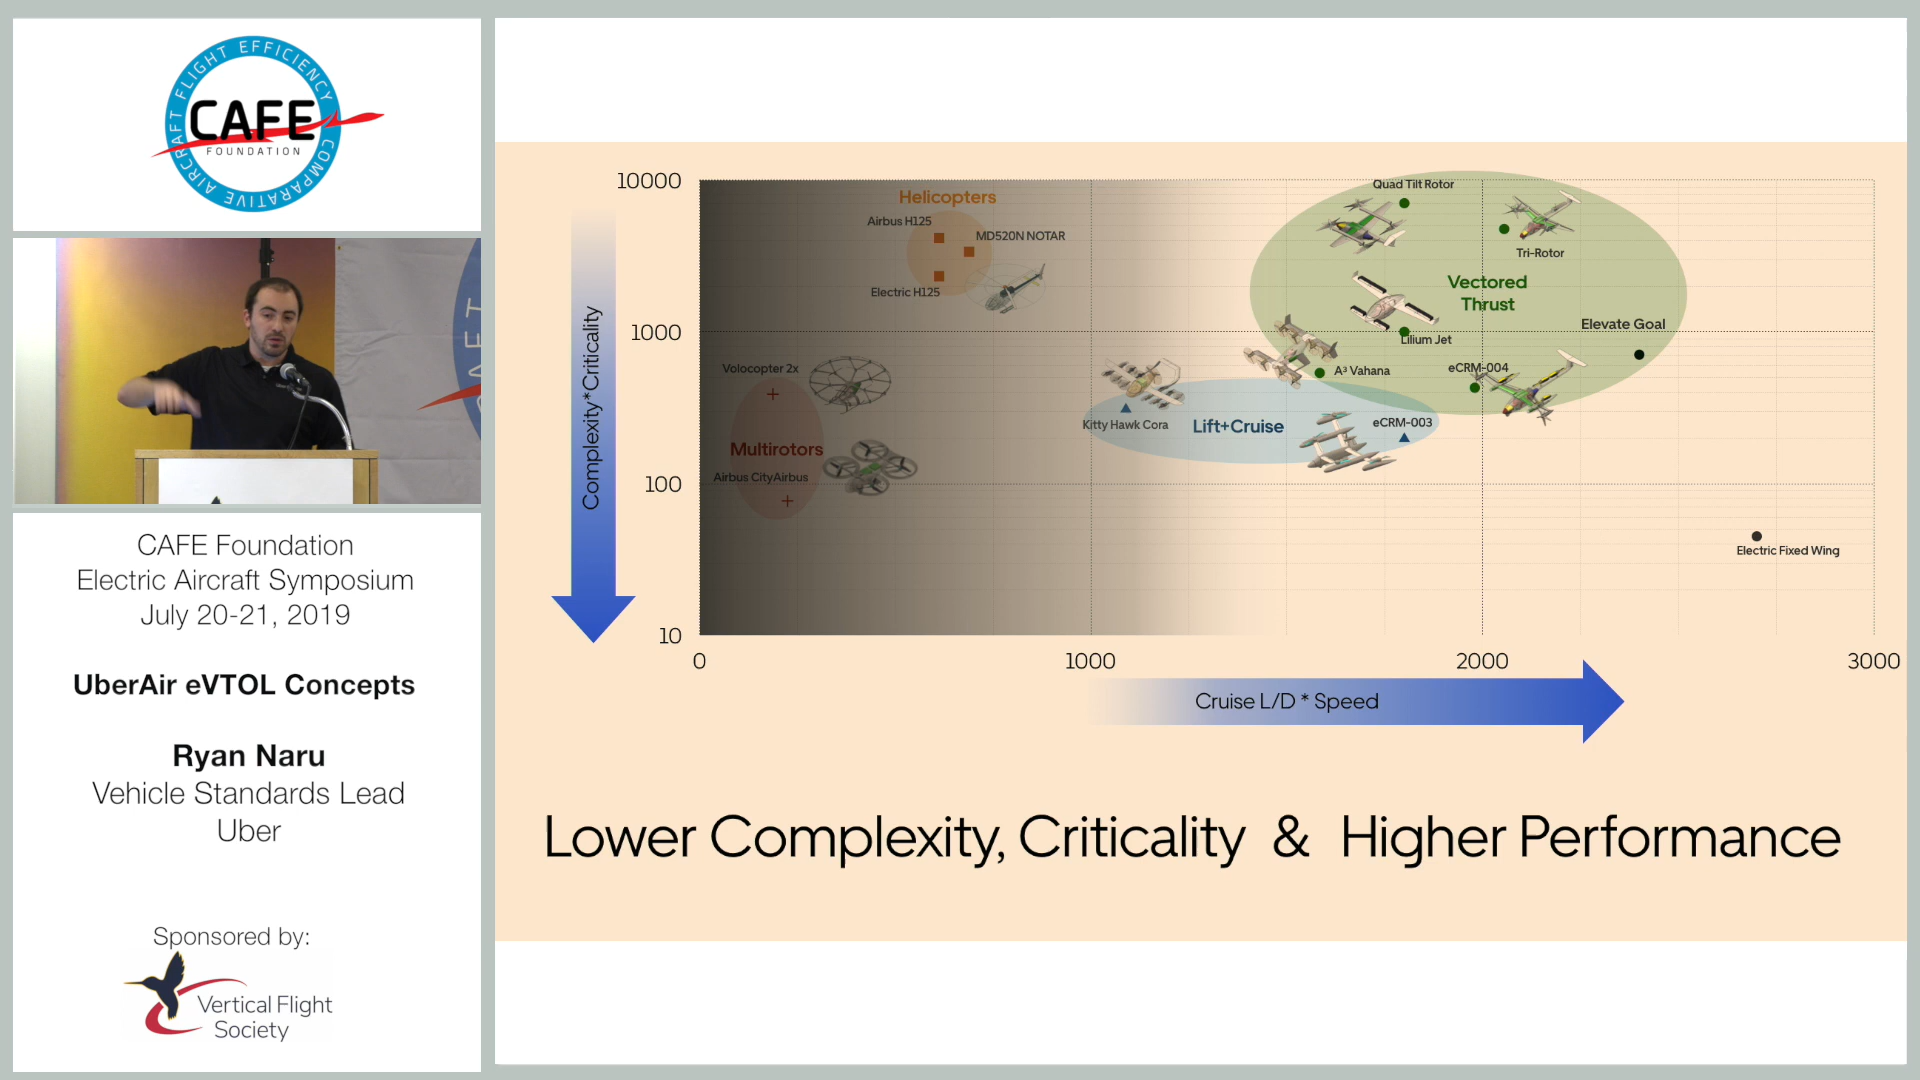 COMPARATIVE AIRCRAFT FLIGHT EFFICIENCY
CAFE
FOUNDATION
CAFE Foundation
Electric Aircraft Symposium
July 20-21, 2019
UberAir eVTOL Concepts
Ryan Naru
Vehicle Standards Lead
Uber
Sponsored by:
Vertical Flight
Society
10000
1000
100
10
0
1000
2000
3000
Complexity*Criticality
Cruise L/D * Speed
Helicopters
Airbus H125
MD520N NOTAR
Electric H125
Volocopter 2x
Multirotors
Airbus CityAirbus
Kitty Hawk Cora
Lift+Cruise
eCRM-003
Quad Tilt Rotor
Tri-Rotor
Vectored
Thrust
Lilium Jet
Elevate Goal
A³ Vahana
eCRM-004
Electric Fixed Wing
Lower Complexity, Criticality & Higher Performance